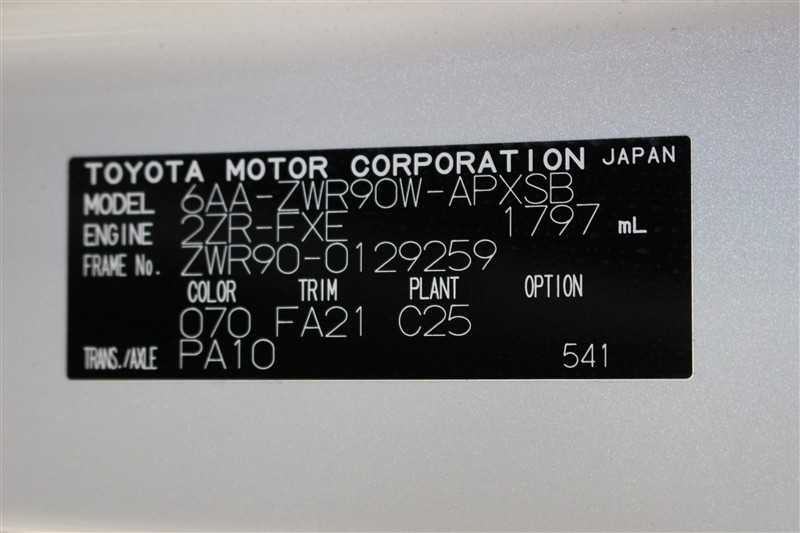 TOYOTA MOTOR CORPORATION JAPAN
MODEL 6AA-ZWR90W-APXSB
ENGINE 2ZR-FXE 1797 mL
FRAME No. ZWR90-0129259
COLOR TRIM PLANT OPTION
070 FA21 C25
TRANS./AXLE PA10 541